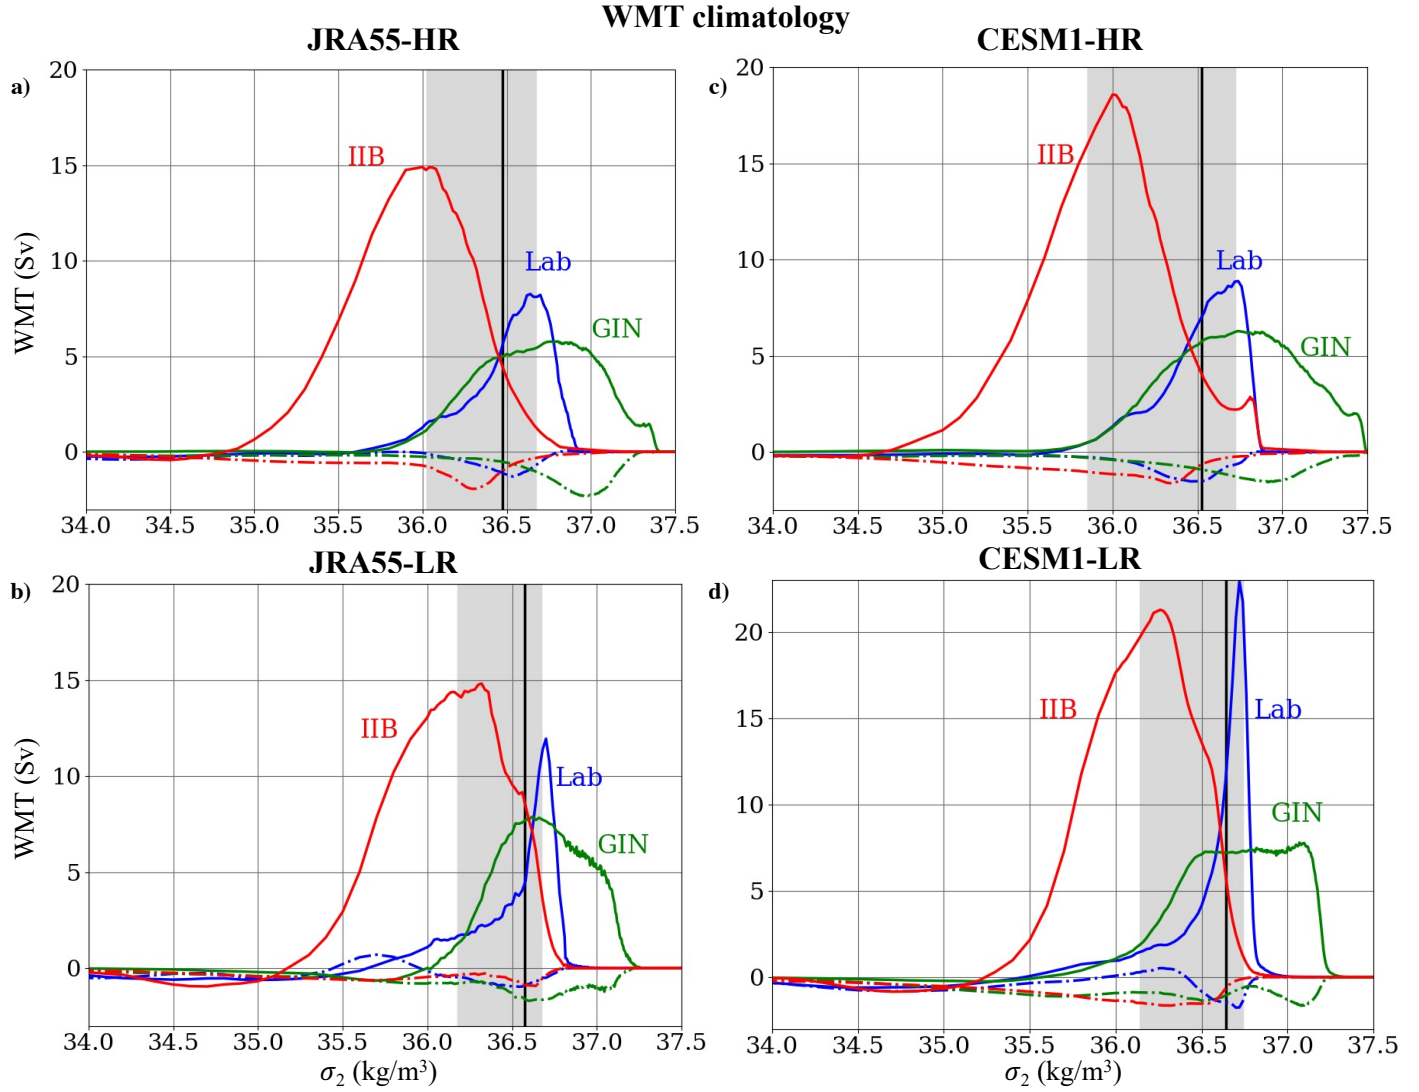 WMT climatology
JRA55-HR
CESM1-HR
a)
20
15
10
5
0
WMT (Sv)
IIB
Lab
GIN
34.0 34.5 35.0 35.5 36.0 36.5 37.0 37.5
c)
20
15
10
5
0
IIB
Lab
GIN
34.0 34.5 35.0 35.5 36.0 36.5 37.0 37.5
JRA55-LR
CESM1-LR
b)
20
15
10
5
0
WMT (Sv)
IIB
Lab
GIN
34.0 34.5 35.0 35.5 36.0 36.5 37.0 37.5
σ₂ (kg/m³)
d)
20
15
10
5
0
IIB
Lab
GIN
34.0 34.5 35.0 35.5 36.0 36.5 37.0 37.5
σ₂ (kg/m³)